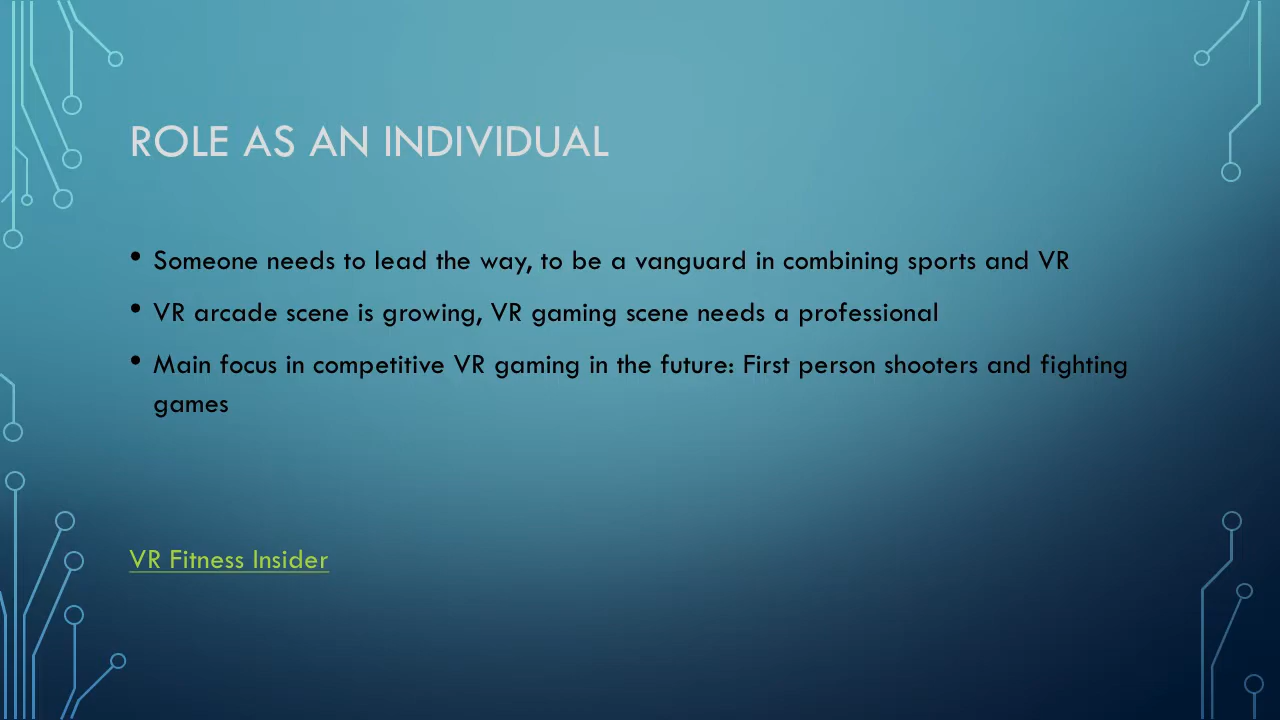 ROLE AS AN INDIVIDUAL
• Someone needs to lead the way, to be a vanguard in combining sports and VR
• VR arcade scene is growing, VR gaming scene needs a professional
• Main focus in competitive VR gaming in the future: First person shooters and fighting
games
VR Fitness Insider